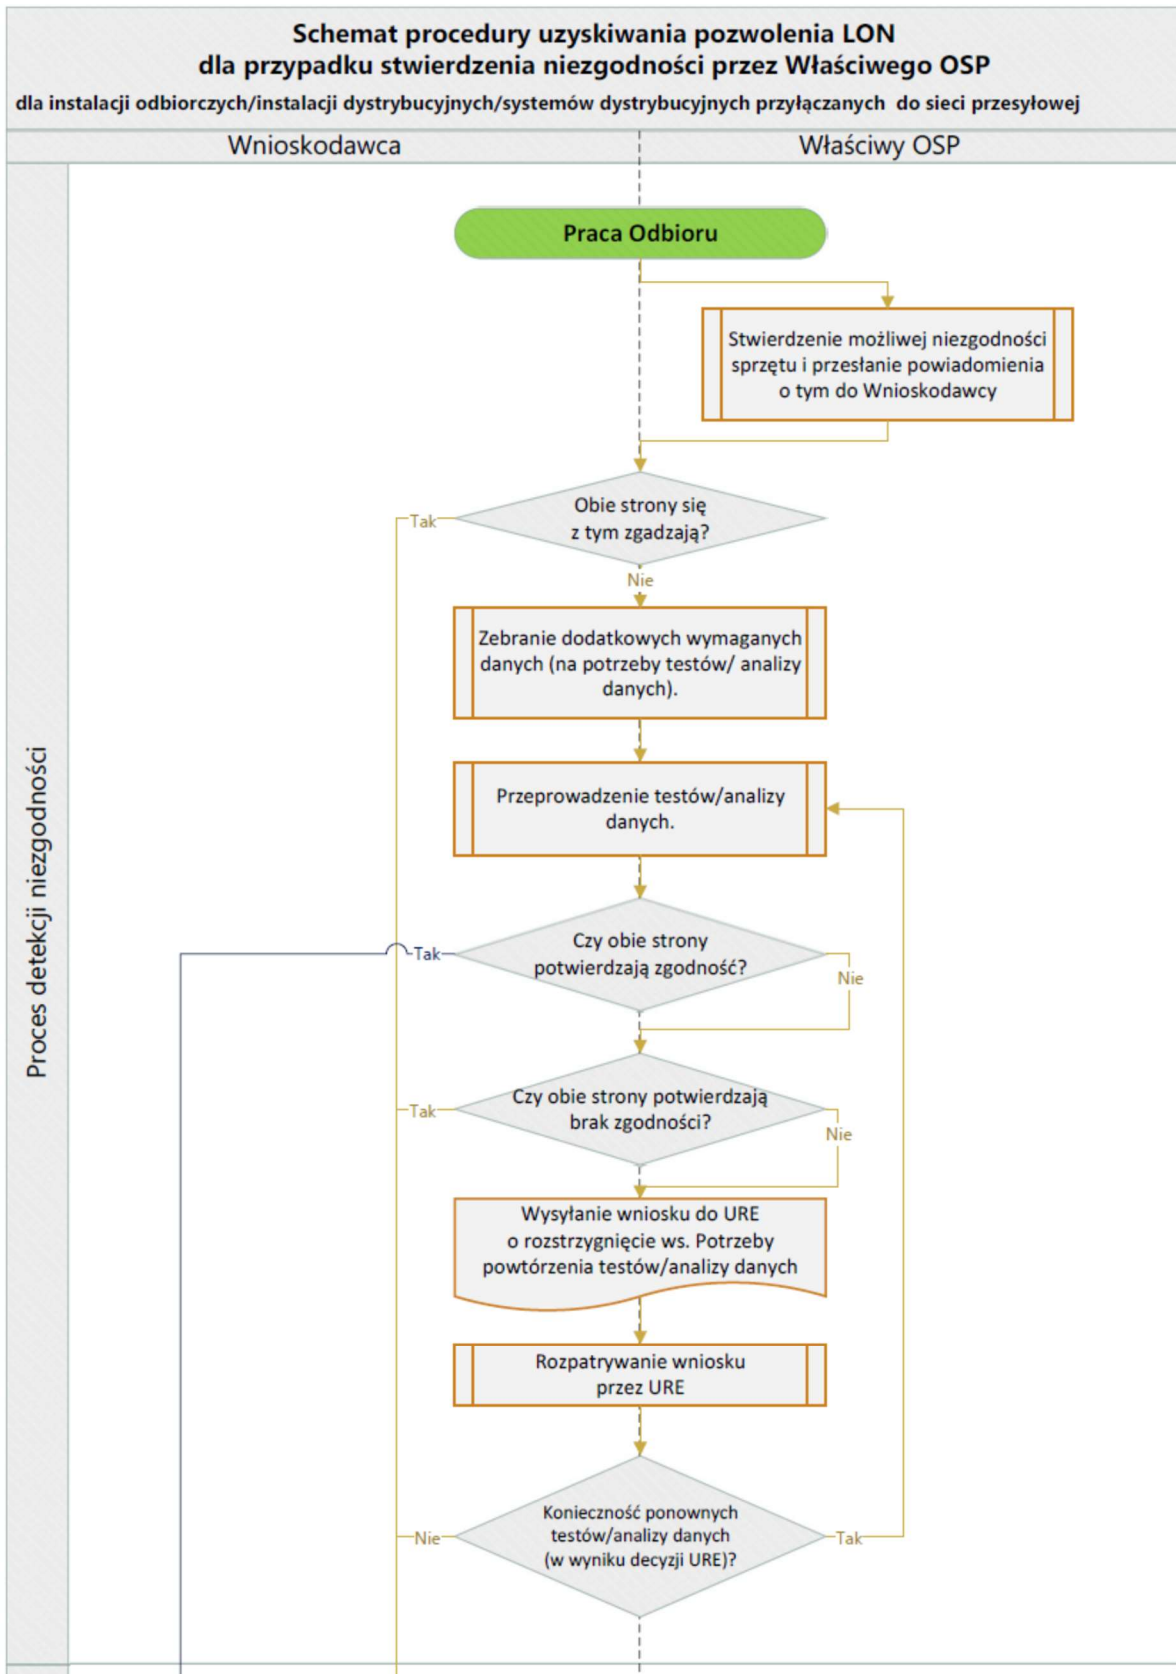 Schemat procedury uzyskiwania pozwolenia LON
dla przypadku stwierdzenia niezgodności przez Właściwego OSP
dla instalacji odbiorczych/instalacji dystrybucyjnych/systemów dystrybucyjnych przyłączanych do sieci przesyłowej
Wnioskodawca
Właściwy OSP
Proces detekcji niezgodności
Praca Odbioru
Stwierdzenie możliwej niezgodności
sprzętu i przesłanie powiadomienia
o tym do Wnioskodawcy
Obie strony się
z tym zgadzają?
Tak
Nie
Zebranie dodatkowych wymaganych
danych (na potrzeby testów/ analizy
danych).
Przeprowadzenie testów/analizy
danych.
Czy obie strony
potwierdzają zgodność?
Tak
Nie
Czy obie strony potwierdzają
brak zgodności?
Tak
Nie
Wysyłanie wniosku do URE
o rozstrzygnięcie ws. Potrzeby
powtórzenia testów/analizy danych
Rozpatrywanie wniosku
przez URE
Konieczność ponownych
testów/analizy danych
(w wyniku decyzji URE)?
Nie
Tak